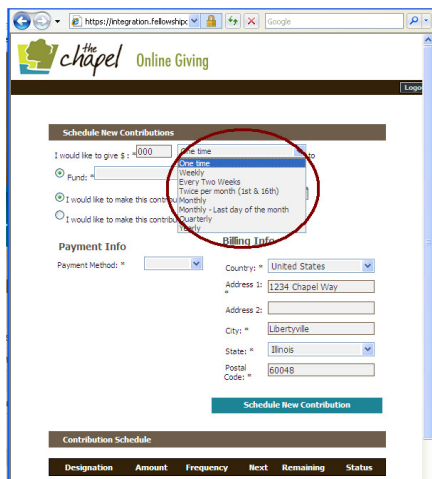 https://integration.fellowshipc
Google
the chapel Online Giving
Logo
Schedule New Contributions
I would like to give $ : *000 One time to
One time
Weekly
Every Two Weeks
Fund: *
Twice per month (1st & 16th)
Monthly
I would like to make this contribu
Monthly - Last day of the month
Quarterly
I would like to make this contribu
Yearly
Payment Info
Billing Info
Payment Method: *
Country: * United States
Address 1: * 1234 Chapel Way
Address 2:
City: * Libertyville
State: * Illinois
Postal Code: * 60048
Schedule New Contribution
Contribution Schedule
Designation Amount Frequency Next Remaining Status